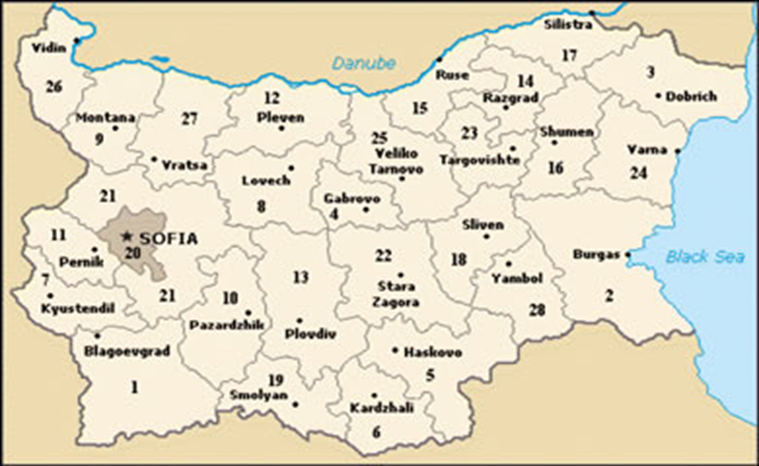 Silistra
Vidin
17
Danube
Ruse
3
26
14
Dobrich
12
Razgrad
15
Montana
27
Pleven
9
25
23
Shumen
Veliko
Tarnovo
Targovishte
Varna
Vratsa
16
24
Lovech
21
Gabrovo
8
4
Sliven
11
SOFIA
20
Pernik
22
18
Burgas
Black Sea
7
13
Yambol
Stara
Zagora
21
10
2
Kyustendil
28
Pazardzhik
Plovdiv
Blagoevgrad
Haskovo
1
19
5
Smolyan
Kardzhali
6